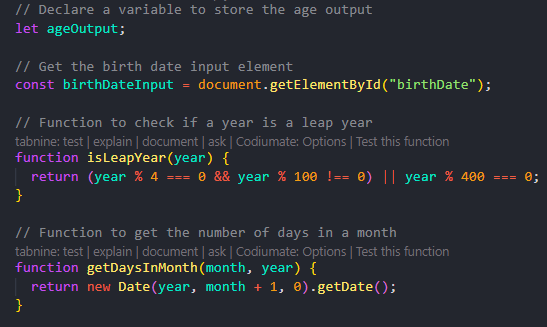 // Declare a variable to store the age output
let ageOutput;
// Get the birth date input element
const birthDateInput = document.getElementById("birthDate");
// Function to check if a year is a leap year
tabnine: test | explain | document | ask | Codiumate: Options | Test this function
function isLeapYear(year) {
  return (year % 4 === 0 && year % 100 !== 0) || year % 400 === 0;
}
// Function to get the number of days in a month
tabnine: test | explain | document | ask | Codiumate: Options | Test this function
function getDaysInMonth(month, year) {
  return new Date(year, month + 1, 0).getDate();
}